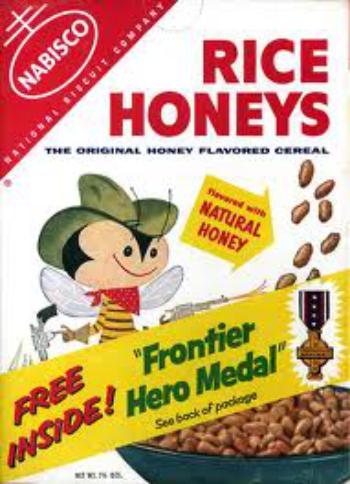 NABISCO
NATIONAL BISCUIT COMPANY
®
RICE
HONEYS
THE ORIGINAL HONEY FLAVORED CEREAL
Flavored with
NATURAL
HONEY
FREE
INSIDE!
"Frontier
Hero Medal"
See back of package